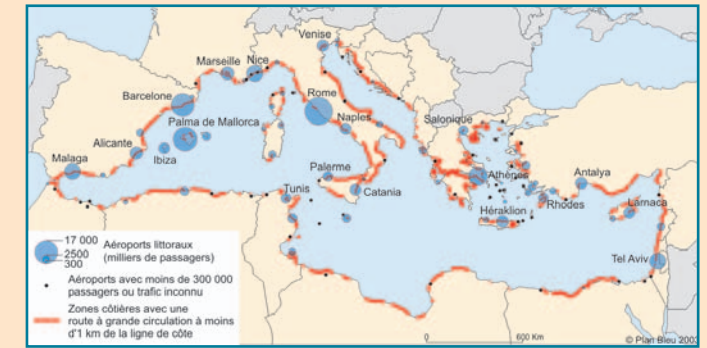 Venise
Marseille
Nice
Barcelone
Rome
Palma de Mallorca
Naples
Salonique
Alicante
Ibiza
Malaga
Palerme
Athènes
Antalya
Tunis
Catania
Héraklion
Rhodes
Larnaca
Tel Aviv
17 000
2500
300
Aéroports littoraux
(milliers de passagers)
Aéroports avec moins de 300 000
passagers ou trafic inconnu
Zones côtières avec une
route à grande circulation à moins
d'1 km de la ligne de côte
0
600 Km
© Plan Bleu 2003